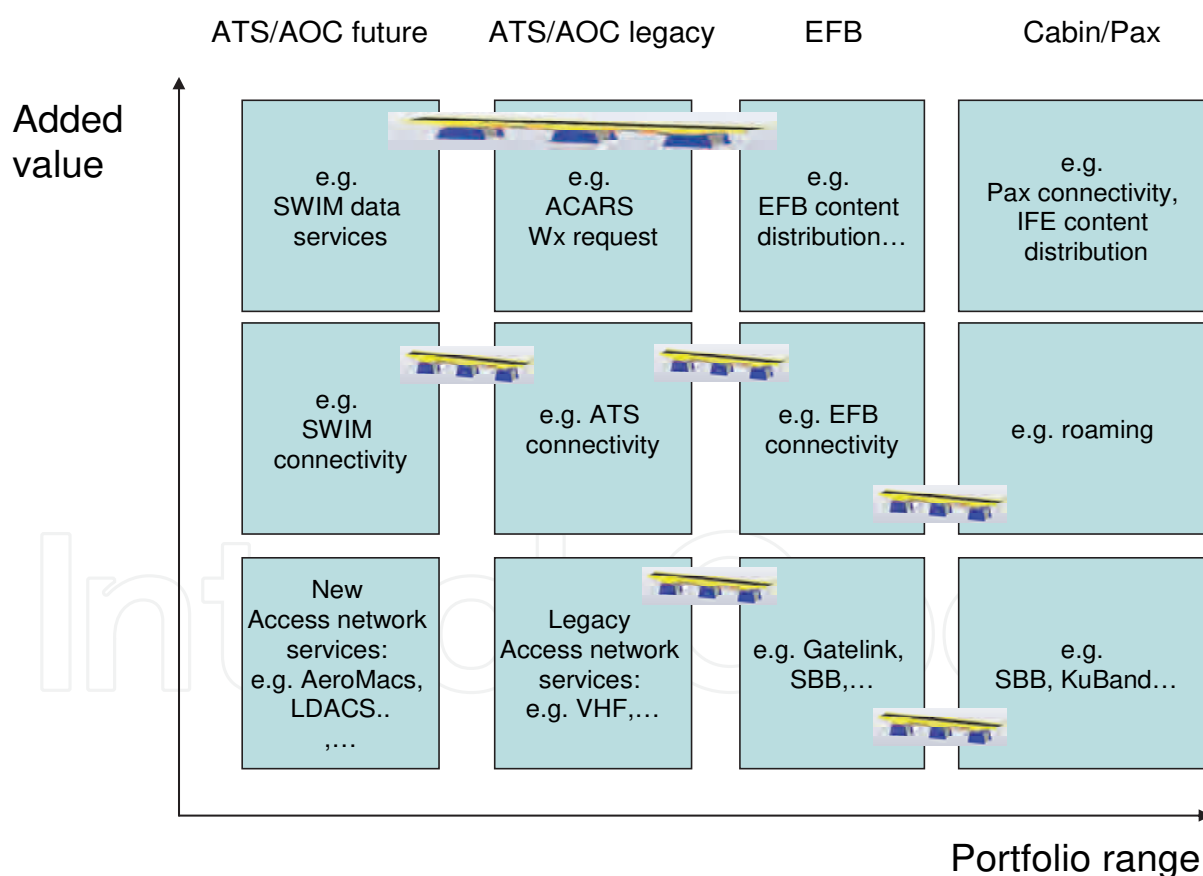 ATS/AOC future
ATS/AOC legacy
EFB
Cabin/Pax
Added
value
e.g.
SWIM data
services
e.g.
ACARS
Wx request
e.g.
EFB content
distribution…
e.g.
Pax connectivity,
IFE content
distribution
e.g.
SWIM
connectivity
e.g. ATS
connectivity
e.g. EFB
connectivity
e.g. roaming
New
Access network
services:
e.g. AeroMacs,
LDACS..
,…
Legacy
Access network
services:
e.g. VHF,…
e.g. Gatelink,
SBB,…
e.g.
SBB, KuBand…
Portfolio range